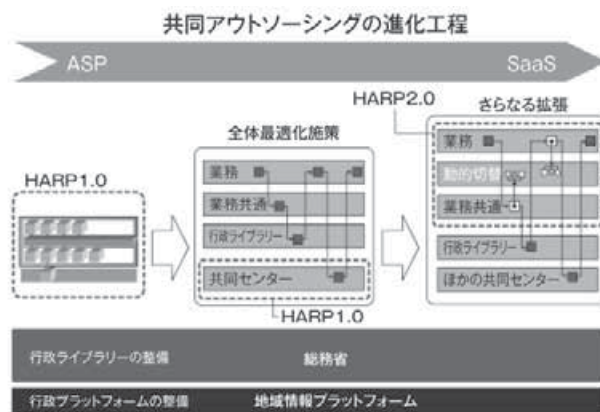 共同アウトソーシングの進化工程
ASP
SaaS
HARP2.0
さらなる拡張
全体最適化施策
HARP1.0
業務
業務共通
行政ライブラリー
共同センター
HARP1.0
業務
動的切替
業務共通
行政ライブラリー
ほかの共同センター
行政ライブラリーの整備
総務省
行政プラットフォームの整備
地域情報プラットフォーム